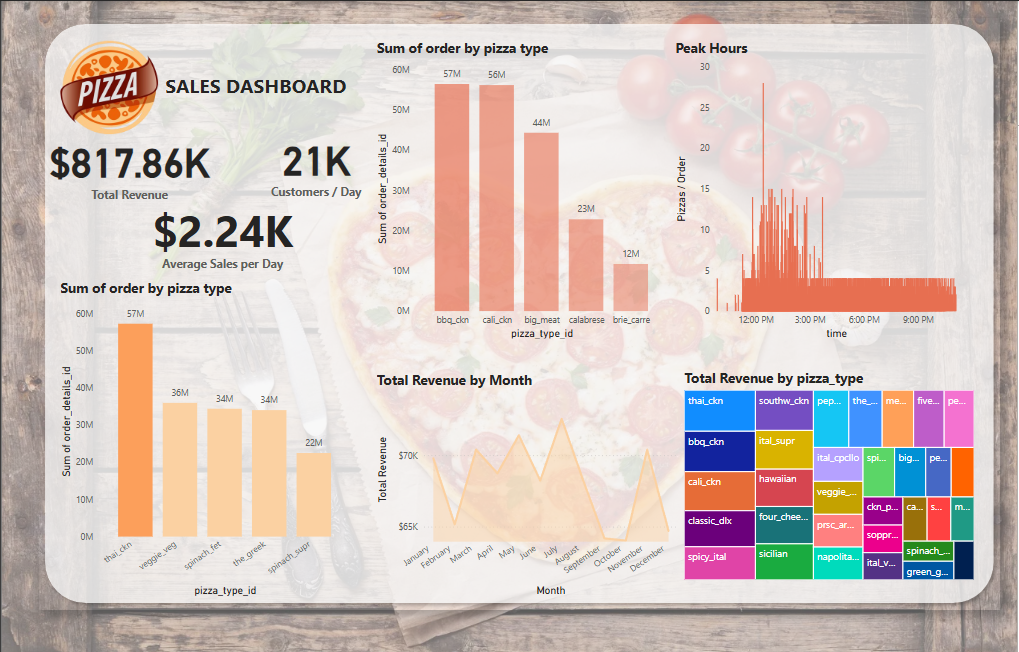 PIZZA
SALES DASHBOARD
$817.86K
Total Revenue
21K
Customers / Day
$2.24K
Average Sales per Day
Sum of order by pizza type
Sum of order_details_id
60M
50M
40M
30M
20M
10M
0M
57M
36M
34M
34M
22M
thai_ckn
veggie_veg
spinach_fet
the_greek
spinach_supr
pizza_type_id
Sum of order by pizza type
Sum of order_details_id
60M
50M
40M
30M
20M
10M
0M
57M
56M
44M
23M
12M
bbq_ckn
cali_ckn
big_meat
calabrese
brie_carre
pizza_type_id
Peak Hours
Pizzas / Order
30
25
20
15
10
5
0
12:00 PM
3:00 PM
6:00 PM
9:00 PM
time
Total Revenue by Month
Total Revenue
$70K
$65K
January
February
March
April
May
June
July
August
September
October
November
December
Month
Total Revenue by pizza_type
thai_ckn
bbq_ckn
cali_ckn
classic_dlx
spicy_ital
southw_ckn
ital_supr
hawaiian
four_chee...
sicilian
pep...
the_...
me...
five...
pe...
ital_cpcllo
veggie_...
prsc_ar...
napolita...
spi...
big...
pe...
ckn_p...
soppr...
ital_v...
ca...
s...
m...
spinach_...
green_g...